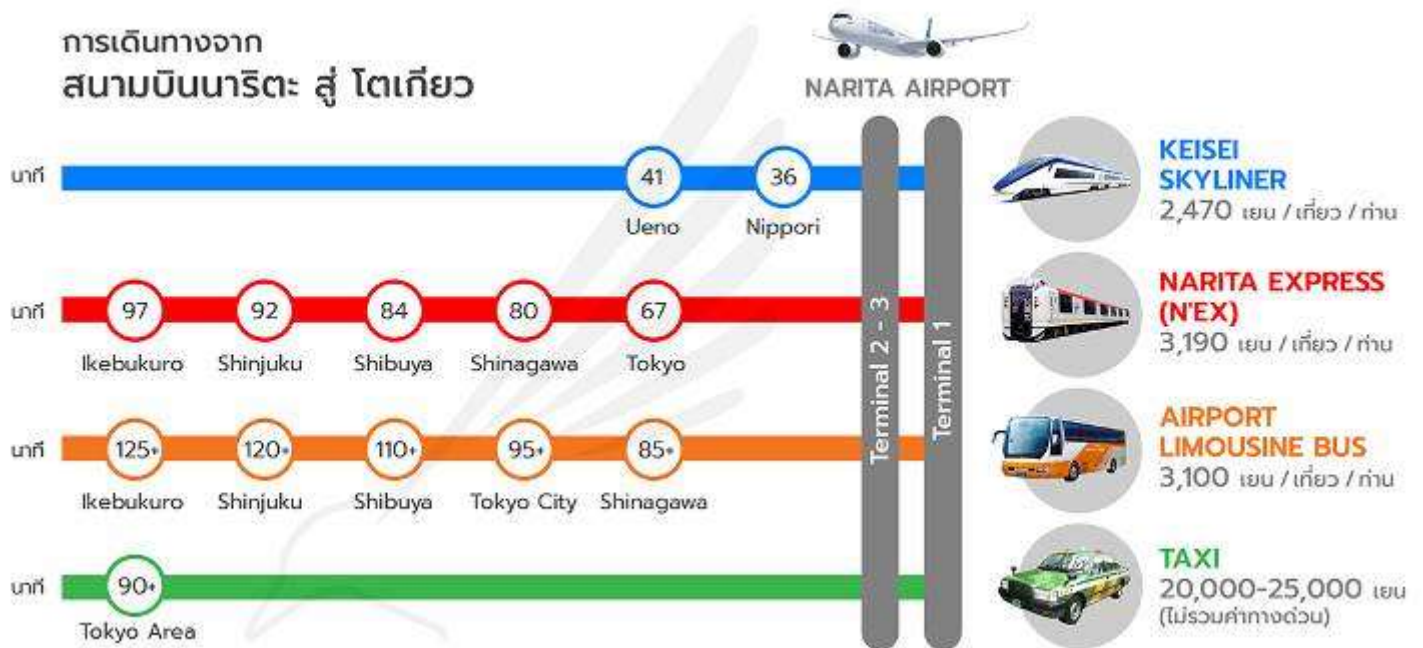 การเดินทางจาก
สนามบินนาริตะ สู่ โตเกียว
NARITA AIRPORT
Terminal 2 - 3
Terminal 1
นาที
41
36
Ueno
Nippori
KEISEI
SKYLINER
2,470 เยน / เที่ยว / ท่าน
นาที
97
92
84
80
67
Ikebukuro
Shinjuku
Shibuya
Shinagawa
Tokyo
NARITA EXPRESS
(N'EX)
3,190 เยน / เที่ยว / ท่าน
นาที
125+
120+
110+
95+
85+
Ikebukuro
Shinjuku
Shibuya
Tokyo City
Shinagawa
AIRPORT
LIMOUSINE BUS
3,100 เยน / เที่ยว / ท่าน
นาที
90+
Tokyo Area
TAXI
20,000-25,000 เยน
(ไม่รวมค่าทางด่วน)